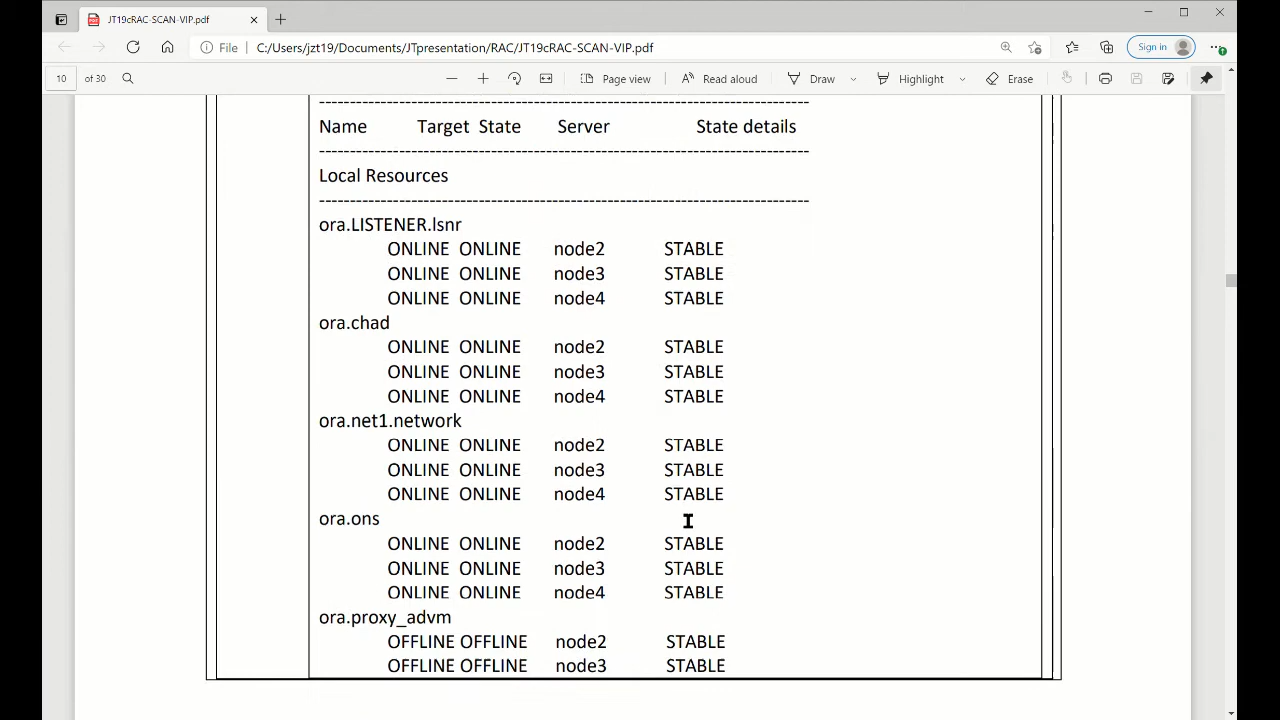 JT19cRAC-SCAN-VIP.pdf
File C:/Users/jzt19/Documents/JTpresentation/RAC/JT19cRAC-SCAN-VIP.pdf Sign in
10 of 30 Page view Read aloud Draw Highlight Erase
--------------------------------------------------------------------------------
Name Target State Server State details
--------------------------------------------------------------------------------
Local Resources
--------------------------------------------------------------------------------
ora.LISTENER.lsnr
ONLINE ONLINE node2 STABLE
ONLINE ONLINE node3 STABLE
ONLINE ONLINE node4 STABLE
ora.chad
ONLINE ONLINE node2 STABLE
ONLINE ONLINE node3 STABLE
ONLINE ONLINE node4 STABLE
ora.net1.network
ONLINE ONLINE node2 STABLE
ONLINE ONLINE node3 STABLE
ONLINE ONLINE node4 STABLE
ora.ons
ONLINE ONLINE node2 STABLE
ONLINE ONLINE node3 STABLE
ONLINE ONLINE node4 STABLE
ora.proxy_advm
OFFLINE OFFLINE node2 STABLE
OFFLINE OFFLINE node3 STABLE